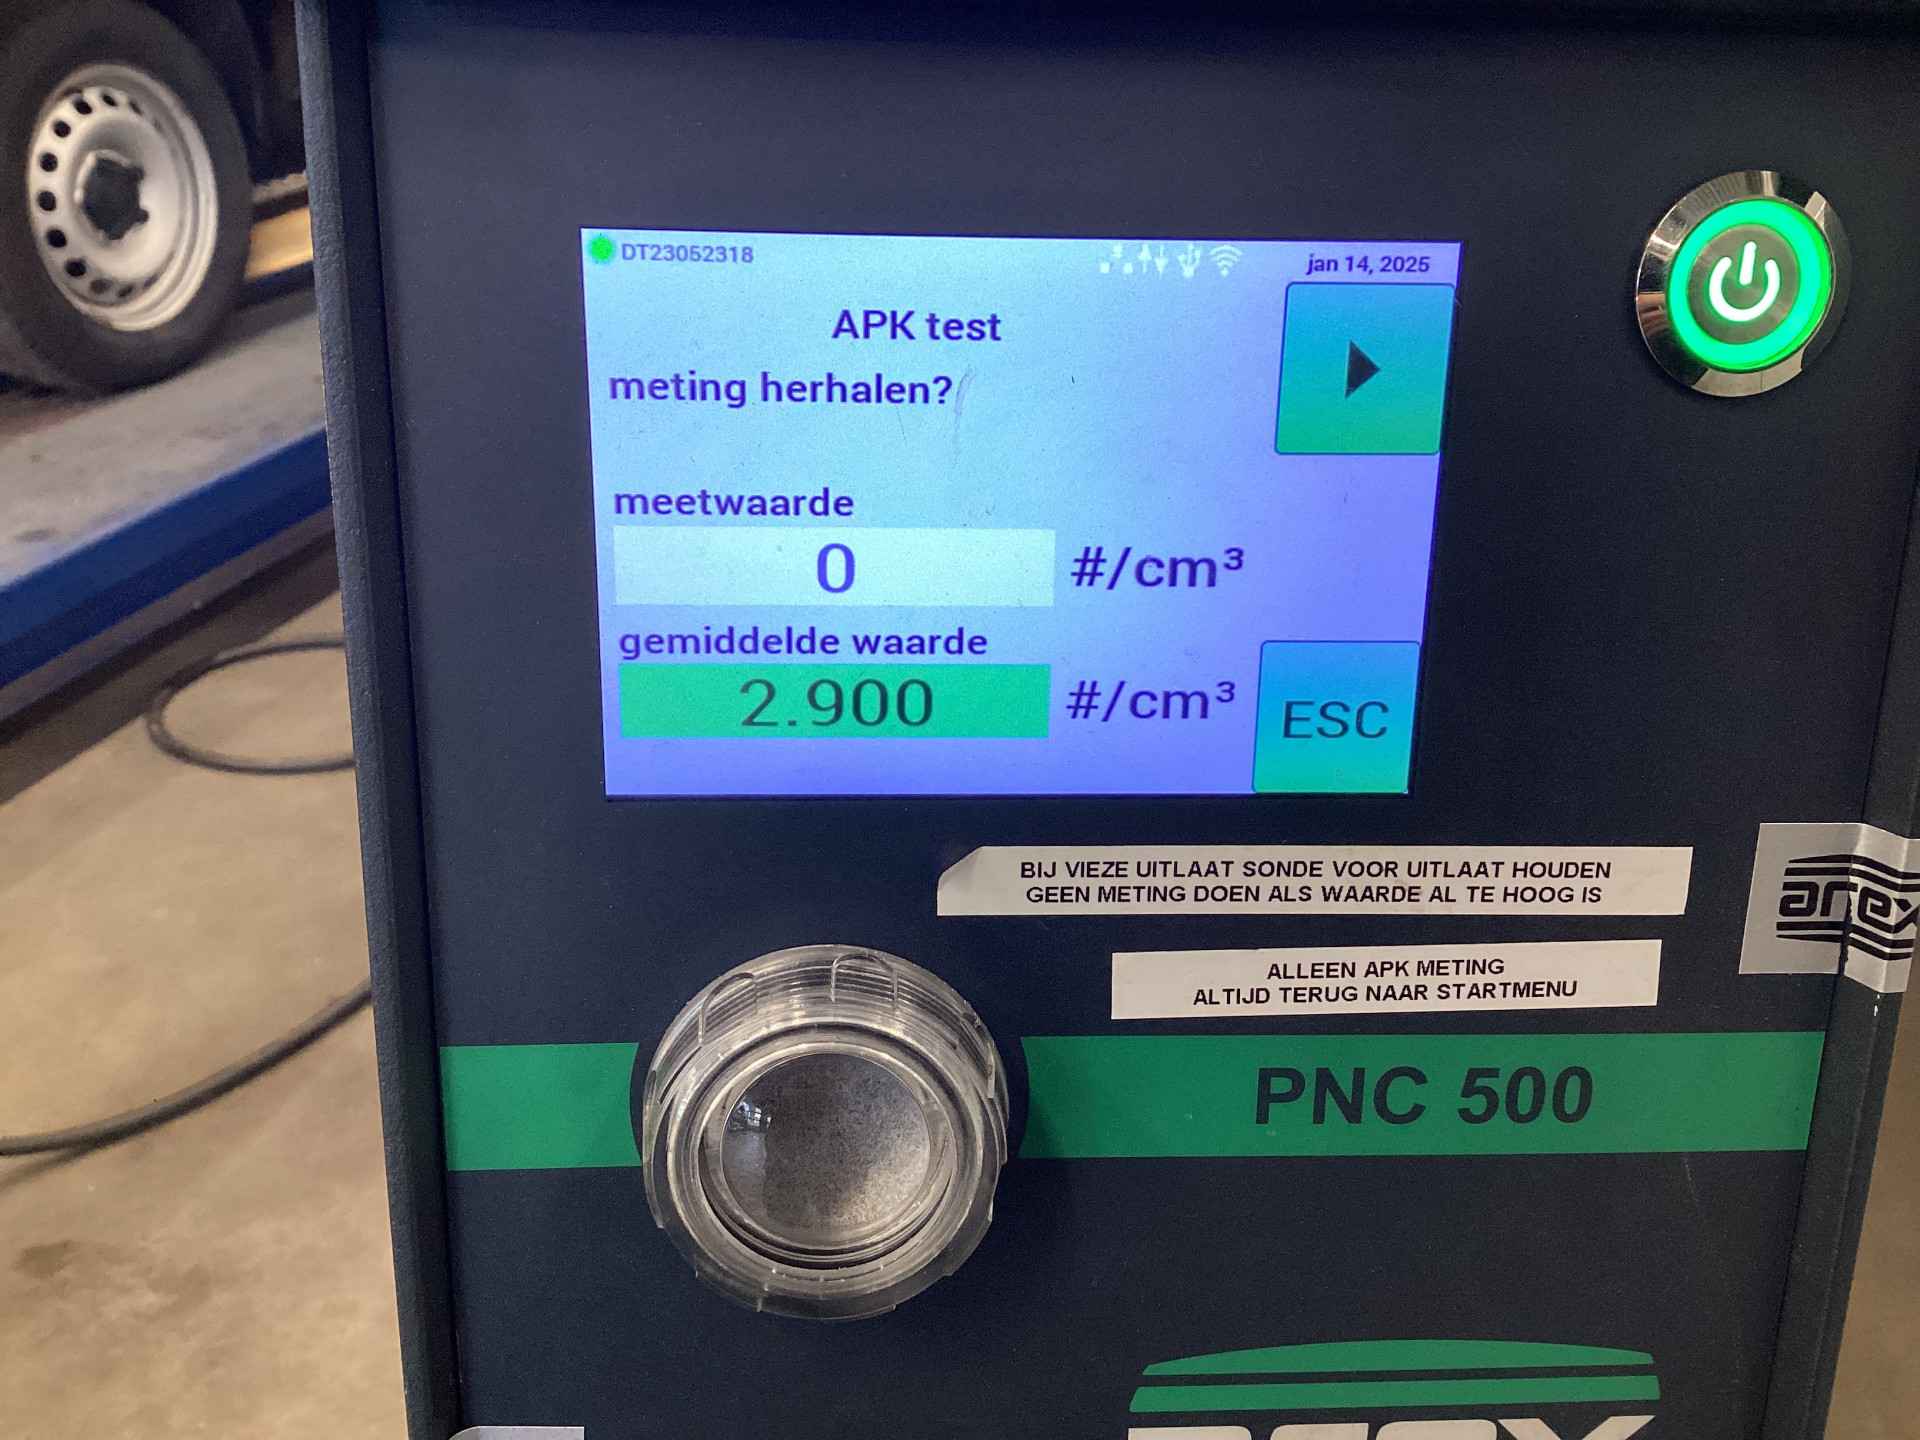 DT23052318
jan 14, 2025
APK test
meting herhalen?
meetwaarde
0 #/cm³
gemiddelde waarde
2.900 #/cm³
ESC
BIJ VIEZE UITLAAT SONDE VOOR UITLAAT HOUDEN
GEEN METING DOEN ALS WAARDE AL TE HOOG IS
arex
ALLEEN APK METING
ALTIJD TERUG NAAR STARTMENU
PNC 500
arex